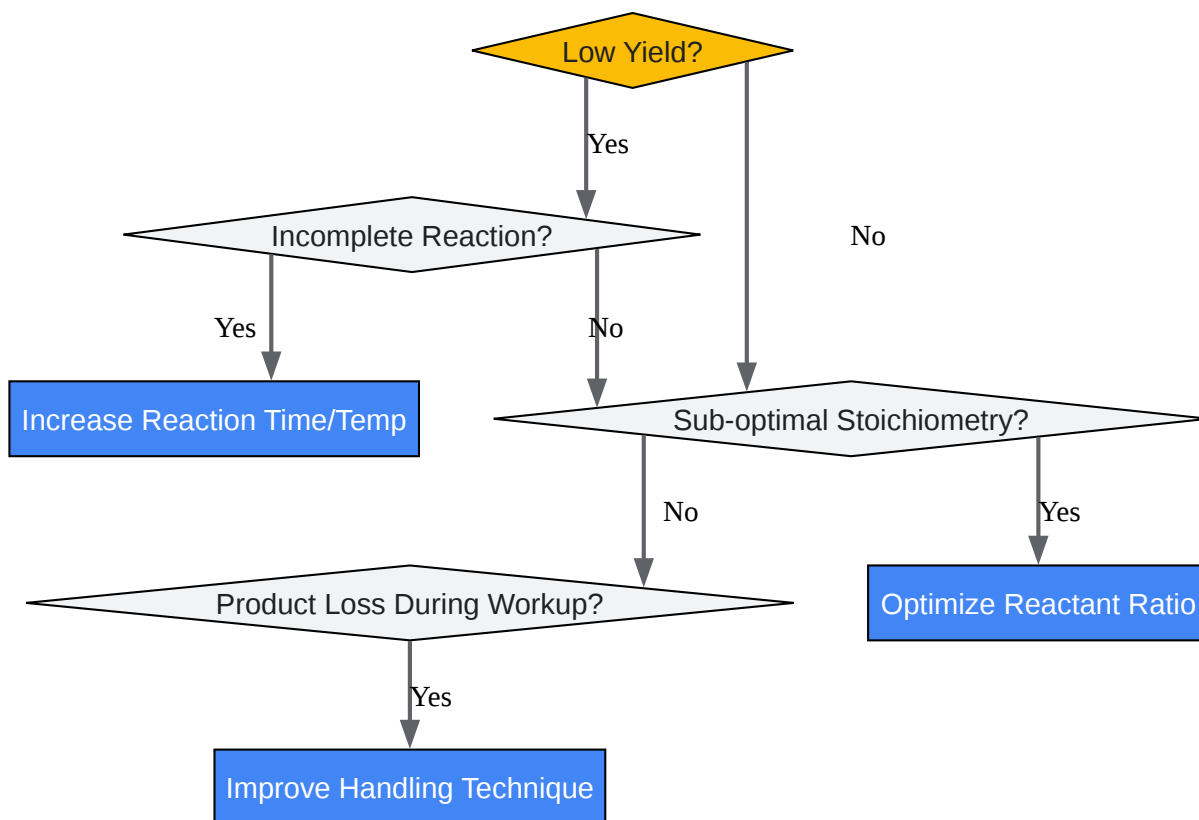 Low Yield?
Yes
Incomplete Reaction?
No
Yes
No
Increase Reaction Time/Temp
Sub-optimal Stoichiometry?
No
Yes
Product Loss During Workup?
Optimize Reactant Ratio
Yes
Improve Handling Technique